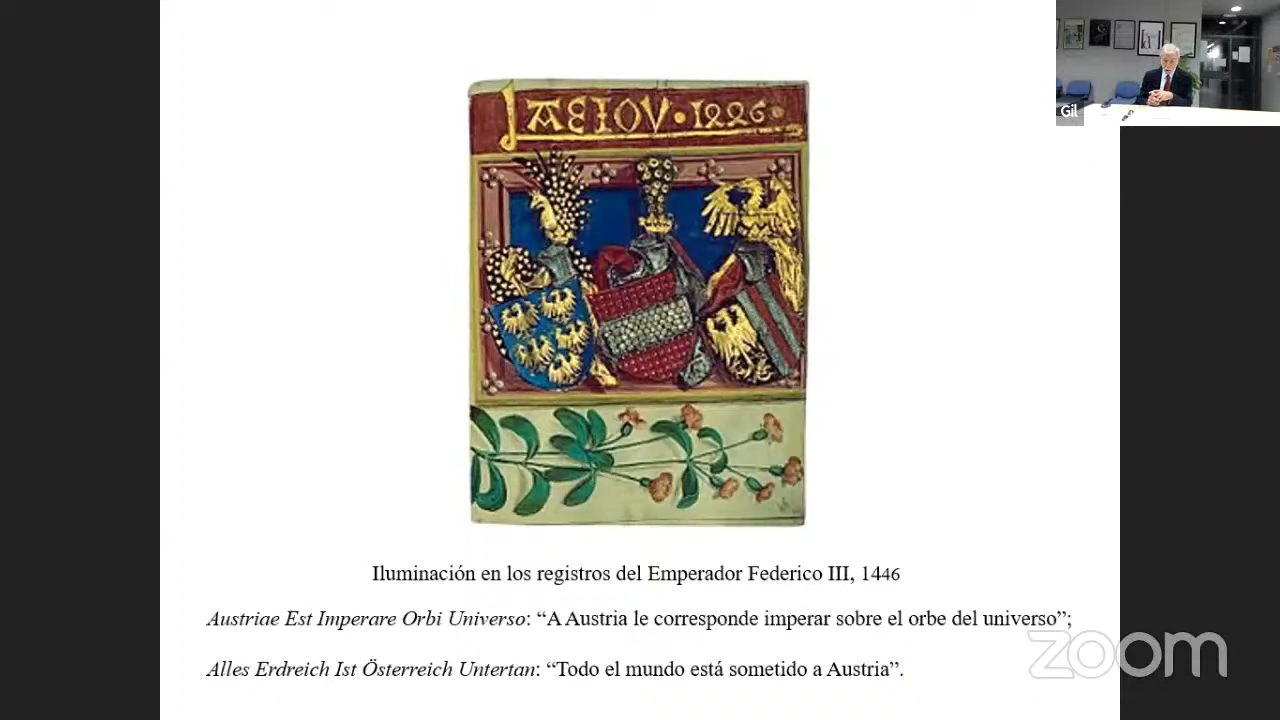 AEIOV · 1446
Gil
Iluminación en los registros del Emperador Federico III, 1446
Austriae Est Imperare Orbi Universo: “A Austria le corresponde imperar sobre el orbe del universo”;
Alles Erdreich Ist Österreich Untertan: “Todo el mundo está sometido a Austria”.
zoom